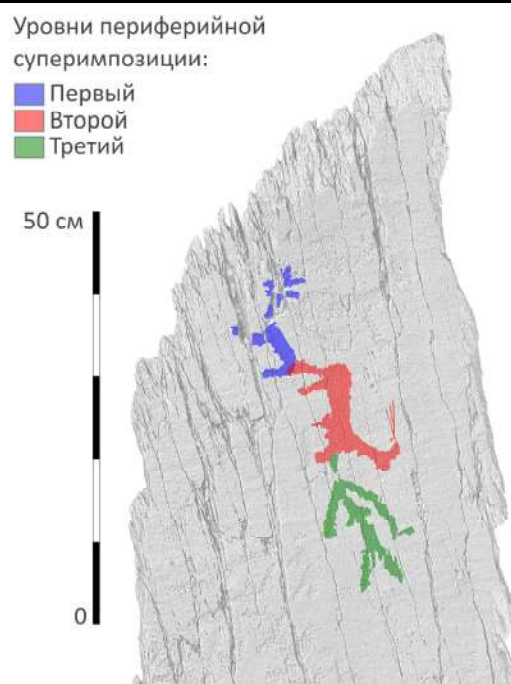 Уровни периферийной
суперимпозиции:
Первый
Второй
Третий
50 см
0